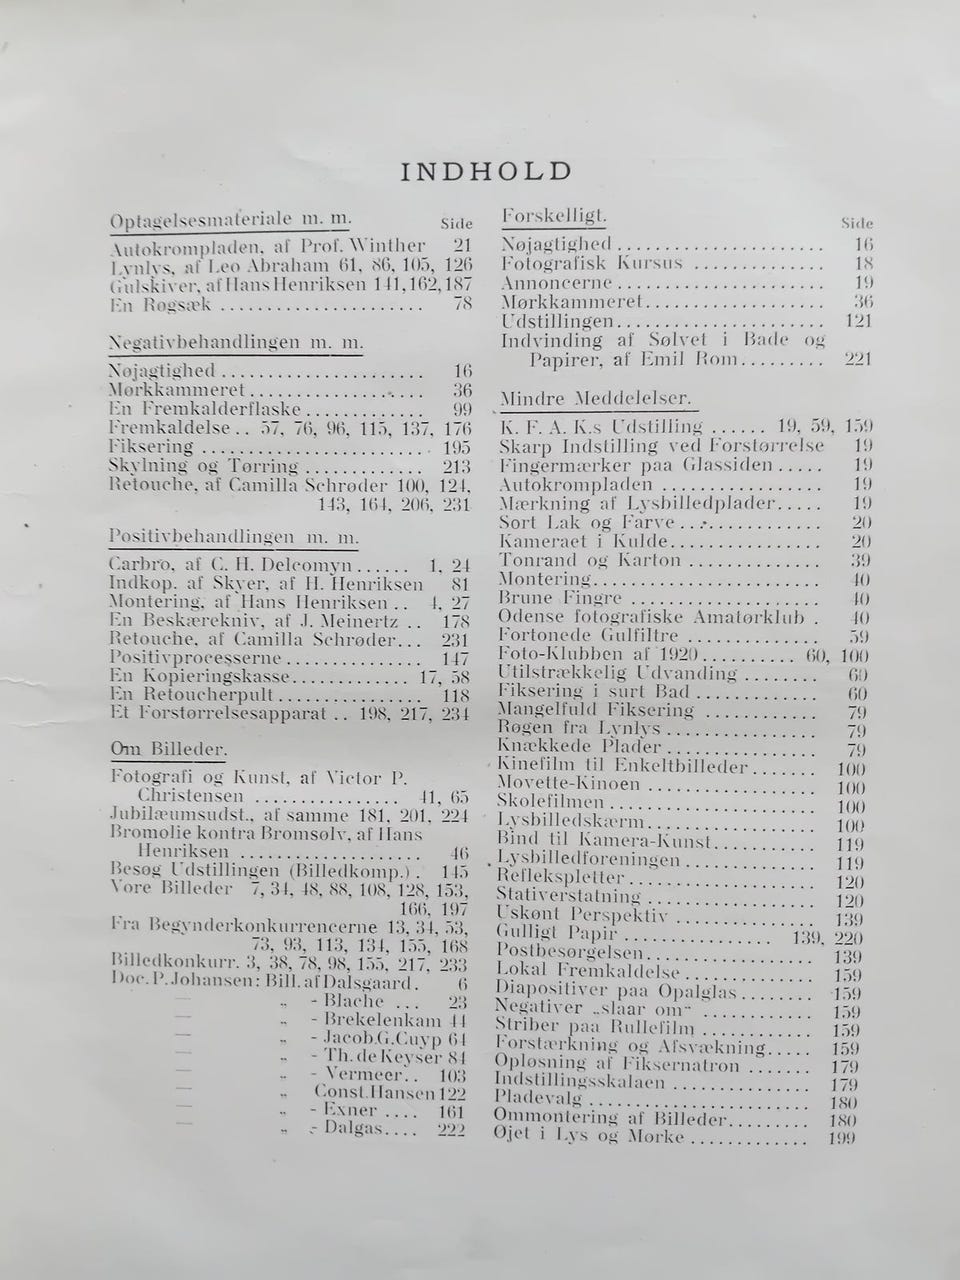 INDHOLD
Optagelsesmateriale m. m. Side
Autokrompladen, af Prof. Winther 21
Lynlys, af Leo Abraham 61, 86, 105, 126
Gulskiver, af Hans Henriksen 141, 162, 187
En Rogsæk ...................... 78
Negativbehandlingen m. m.
Nøjagtighed ...................... 16
Mørkkammeret ................... 36
En Fremkalderflaske ............ 99
Fremkaldelse .. 57, 76, 96, 115, 137, 176
Fiksering ........................ 195
Skylning og Tørring ............ 213
Retouche, af Camilla Schrøder 100, 124,
143, 164, 206, 231
Positivbehandlingen m. m.
Carbro, af C. H. Delcomyn ...... 1, 24
Indkop. af Skyer, af H. Henriksen 81
Montering, af Hans Henriksen .. 4, 27
En Beskærekniv, af J. Meinertz .. 178
Retouche, af Camilla Schrøder... 231
Positivprocesserne ............... 147
En Kopieringskasse ............. 17, 58
En Retoucherpult ................ 118
Et Forstørrelsesapparat .. 198, 217, 234
Om Billeder.
Fotografi og Kunst, af Victor P.
Christensen ................ 41, 65
Jubilæumsudst., af samme 181, 201, 224
Bromolie kontra Bromsølv, af Hans
Henriksen .................... 46
Besøg Udstillingen (Billedkomp.) . 145
Vore Billeder 7, 34, 48, 88, 108, 128, 153,
166, 197
Fra Begynderkonkurrencerne 13, 34, 53,
73, 93, 113, 134, 155, 168
Billedkonkurr. 3, 38, 78, 98, 155, 217, 233
Doc. P. Johansen: Bill. af Dalsgaard. 6
— „ - Blache ... 23
— „ - Brekelenkam 44
— „ - Jacob.G.Cuyp 64
— „ - Th. de Keyser 84
— „ - Vermeer.. 103
— „ Const.Hansen 122
— „ - Exner .... 161
— „ - Dalgas.... 222
Forskelligt. Side
Nøjagtighed ...................... 16
Fotografisk Kursus .............. 18
Annoncerne ...................... 19
Mørkkammeret ................... 36
Udstillingen ...................... 121
Indvinding af Sølvet i Bade og
Papirer, af Emil Rom ......... 221
Mindre Meddelelser.
K. F. A. K.s Udstilling ...... 19, 59, 159
Skarp Indstilling ved Forstørrelse 19
Fingermærker paa Glassiden ..... 19
Autokrompladen ................. 19
Mærkning af Lysbilledplader..... 19
Sort Lak og Farve ............... 20
Kameraet i Kulde ................ 20
Tonrand og Karton .............. 39
Montering ........................ 40
Brune Fingre .................... 40
Odense fotografiske Amatørklub . 40
Fortonede Gulfiltre .............. 59
Foto-Klubben af 1920 .......... 60, 100
Utilstrækkelig Udvanding ........ 60
Fiksering i surt Bad ............. 60
Mangelfuld Fiksering ............ 79
Røgen fra Lynlys ................ 79
Knækkede Plader ................ 79
Kinefilm til Enkeltbilleder ....... 100
Movette-Kinoen .................. 100
Skolefilmen ...................... 100
Lysbilledskærm .................. 100
Bind til Kamera-Kunst ........... 119
Lysbilledforeningen .............. 119
Refleksпletter .................... 120
Stativerstatning .................. 120
Uskønt Perspektiv ............... 139
Gulligt Papir ................ 139, 220
Postbesørgelsen .................. 139
Lokal Fremkaldelse .............. 159
Diapositiver paa Opalglas ........ 159
Negativer „slaar om“ ............ 159
Striber paa Rullefilm ............ 159
Forstærkning og Afsvækning ..... 159
Opløsning af Fiksernatron ....... 179
Indstillingsskalaen ............... 179
Pladevalg ........................ 180
Ommontering af Billeder ......... 180
Øjet i Lys og Mørke ............. 199